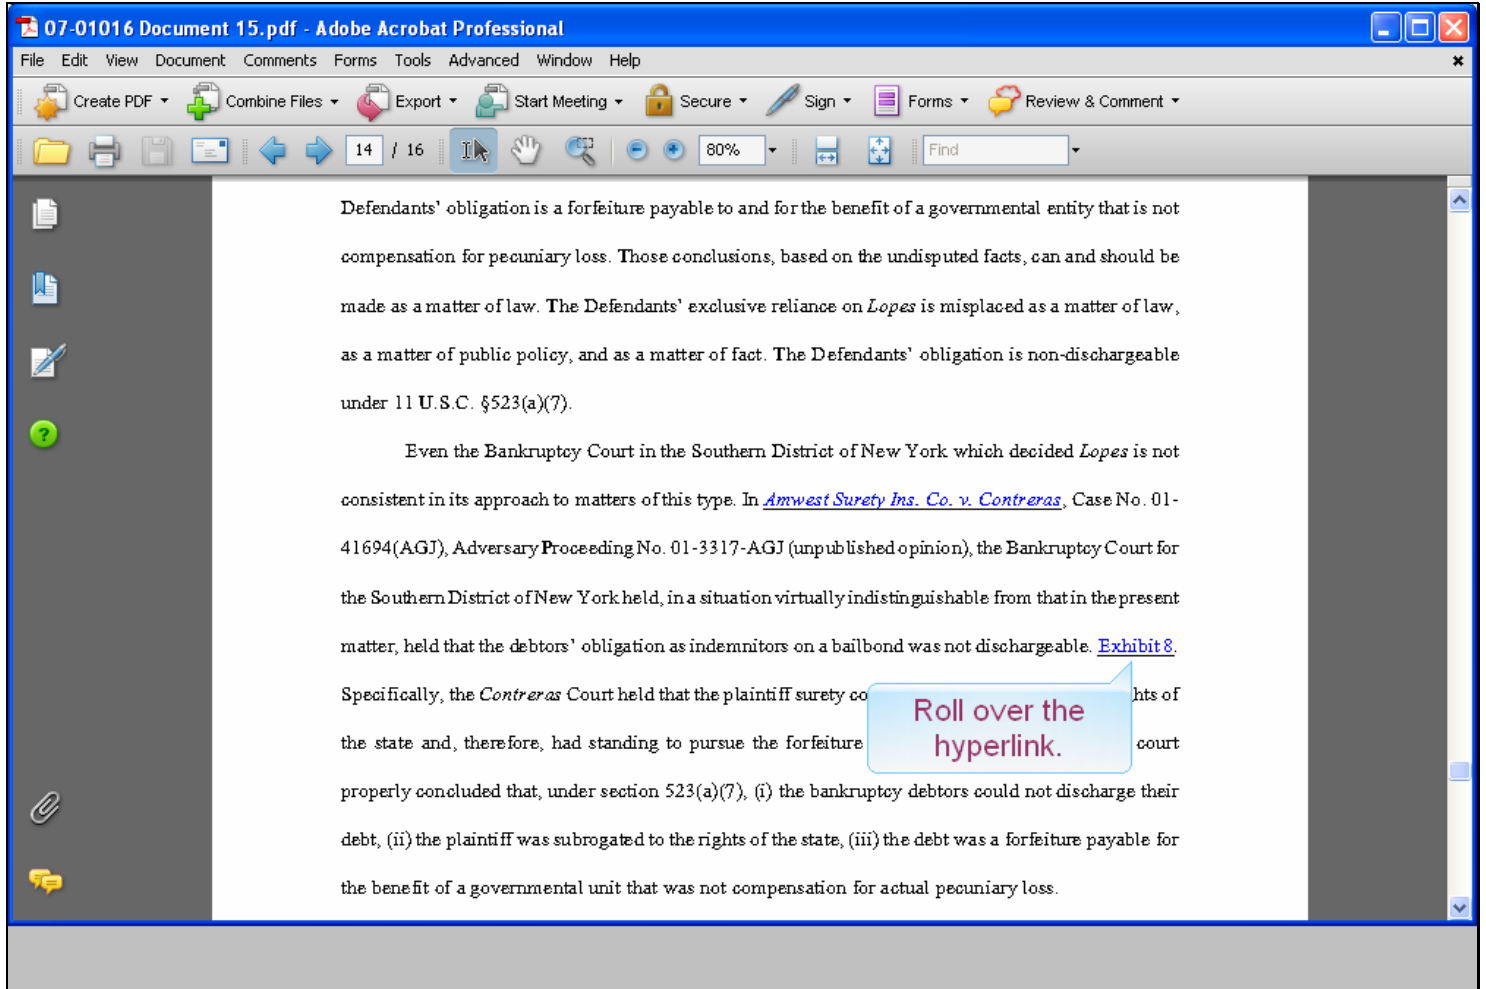 07-01016 Document 15.pdf - Adobe Acrobat Professional
File Edit View Document Comments Forms Tools Advanced Window Help
Create PDF Combine Files Export Start Meeting Secure Sign Forms Review & Comment
14 / 16 80% Find
Defendants' obligation is a forfeiture payable to and for the benefit of a governmental entity that is not
compensation for pecuniary loss. Those conclusions, based on the undisputed facts, can and should be
made as a matter of law. The Defendants' exclusive reliance on Lopes is misplaced as a matter of law,
as a matter of public policy, and as a matter of fact. The Defendants' obligation is non-dischargeable
under 11 U.S.C. §523(a)(7).
Even the Bankruptcy Court in the Southern District of New York which decided Lopes is not
consistent in its approach to matters of this type. In Amwest Surety Ins. Co. v. Contreras, Case No. 01-
41694(AGJ), Adversary Proceeding No. 01-3317-AGJ (unpublished opinion), the Bankruptcy Court for
the Southern District of New York held, in a situation virtually indistinguishable from that in the present
matter, held that the debtors' obligation as indemnitors on a bailbond was not dischargeable. Exhibit 8.
Specifically, the Contreras Court held that the plaintiff surety co hts of
the state and, therefore, had standing to pursue the forfeiture court
Roll over the
hyperlink.
properly concluded that, under section 523(a)(7), (i) the bankruptcy debtors could not discharge their
debt, (ii) the plaintiff was subrogated to the rights of the state, (iii) the debt was a forfeiture payable for
the benefit of a governmental unit that was not compensation for actual pecuniary loss.